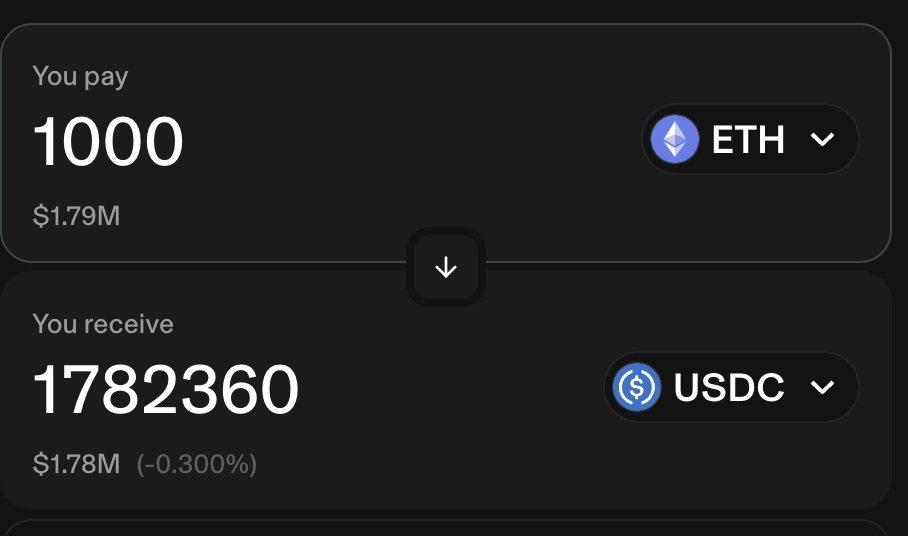 You pay
1000
ETH
$1.79M
You receive
1782360
USDC
$1.78M (-0.300%)